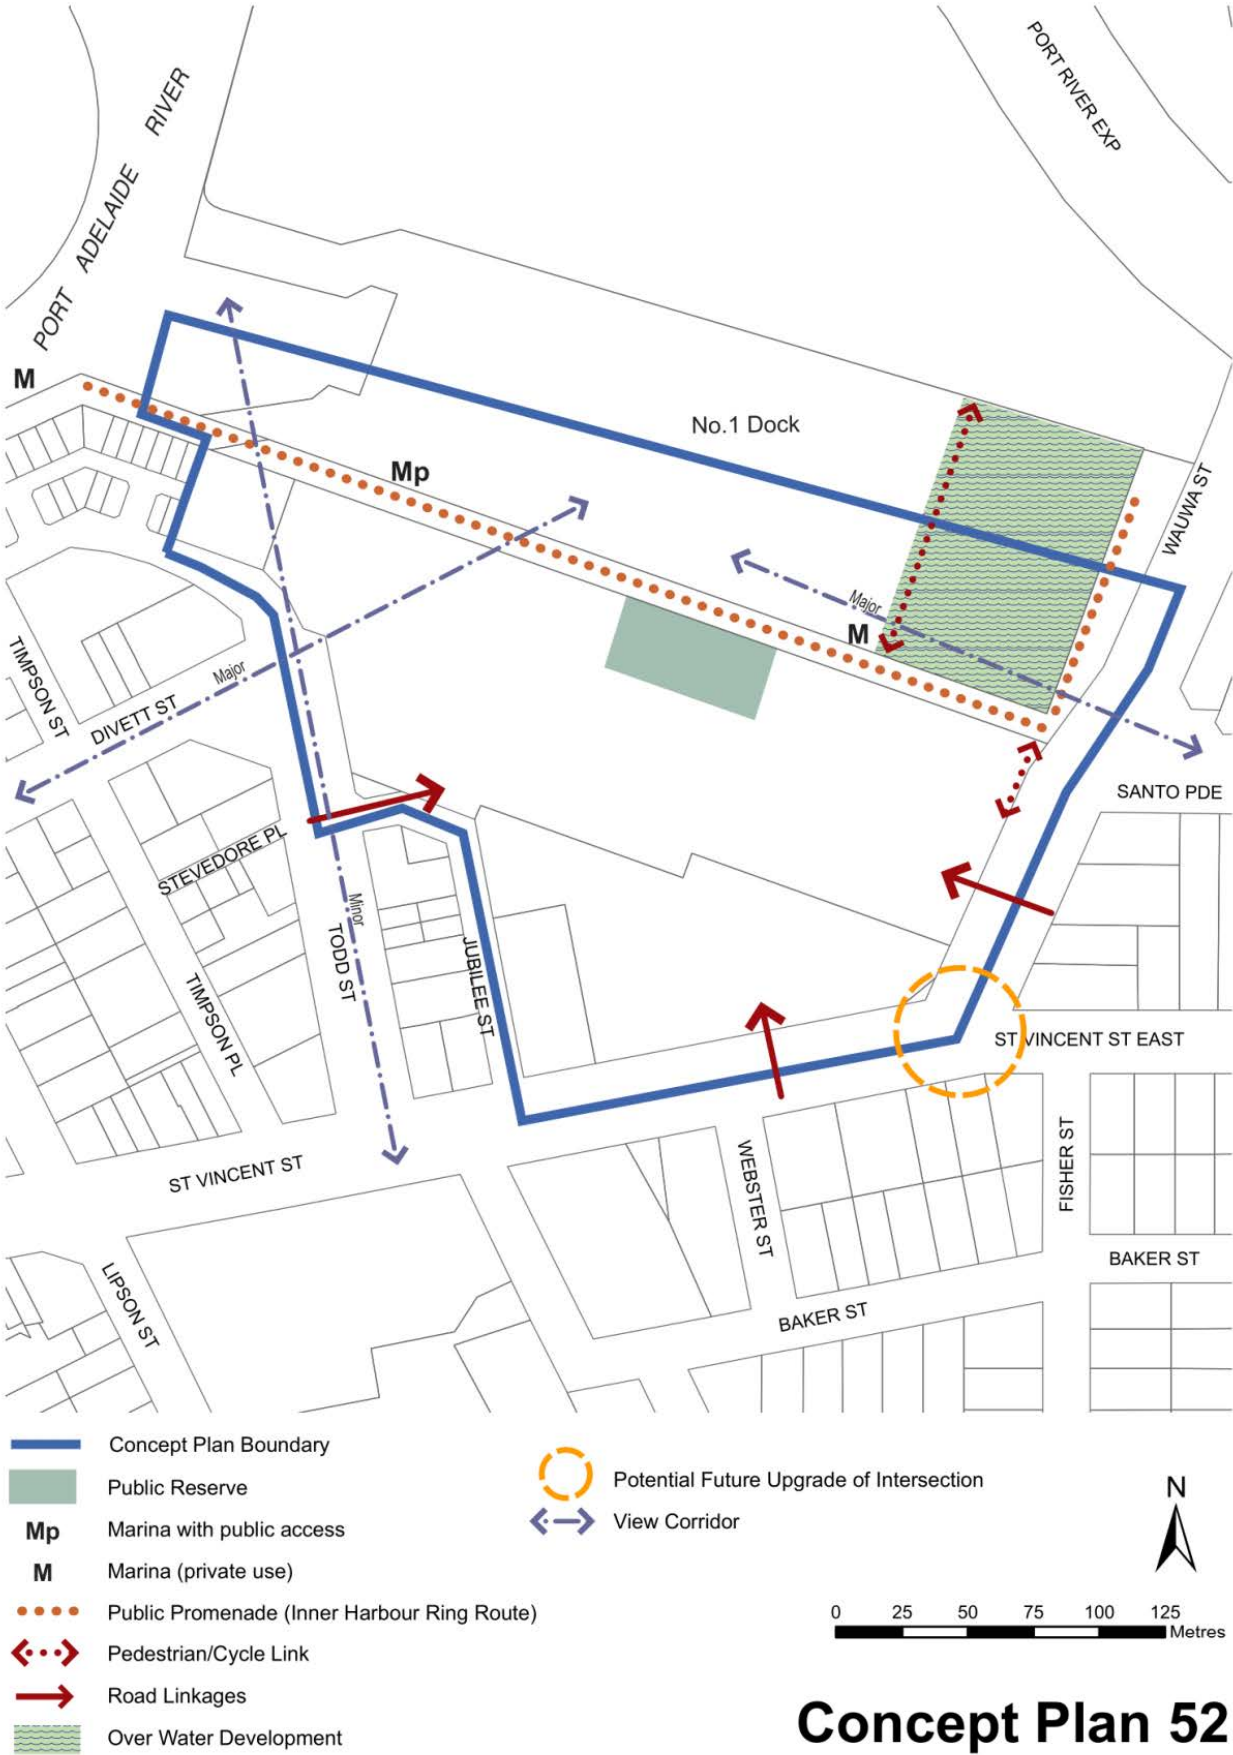 PORT RIVER EXP
PORT ADELAIDE RIVER
M
No.1 Dock
Mp
WAUWA ST
Major
M
TIMPSON ST
Major
DIVETT ST
SANTO PDE
STEVEDORE PL
Minor
TODD ST
JUBILEE ST
TIMPSON PL
ST VINCENT ST EAST
WEBSTER ST
FISHER ST
ST VINCENT ST
BAKER ST
LIPSON ST
BAKER ST
Concept Plan Boundary
Public Reserve
Mp Marina with public access
M Marina (private use)
Public Promenade (Inner Harbour Ring Route)
Pedestrian/Cycle Link
Road Linkages
Over Water Development
Potential Future Upgrade of Intersection
View Corridor
N
0 25 50 75 100 125
Metres
Concept Plan 52